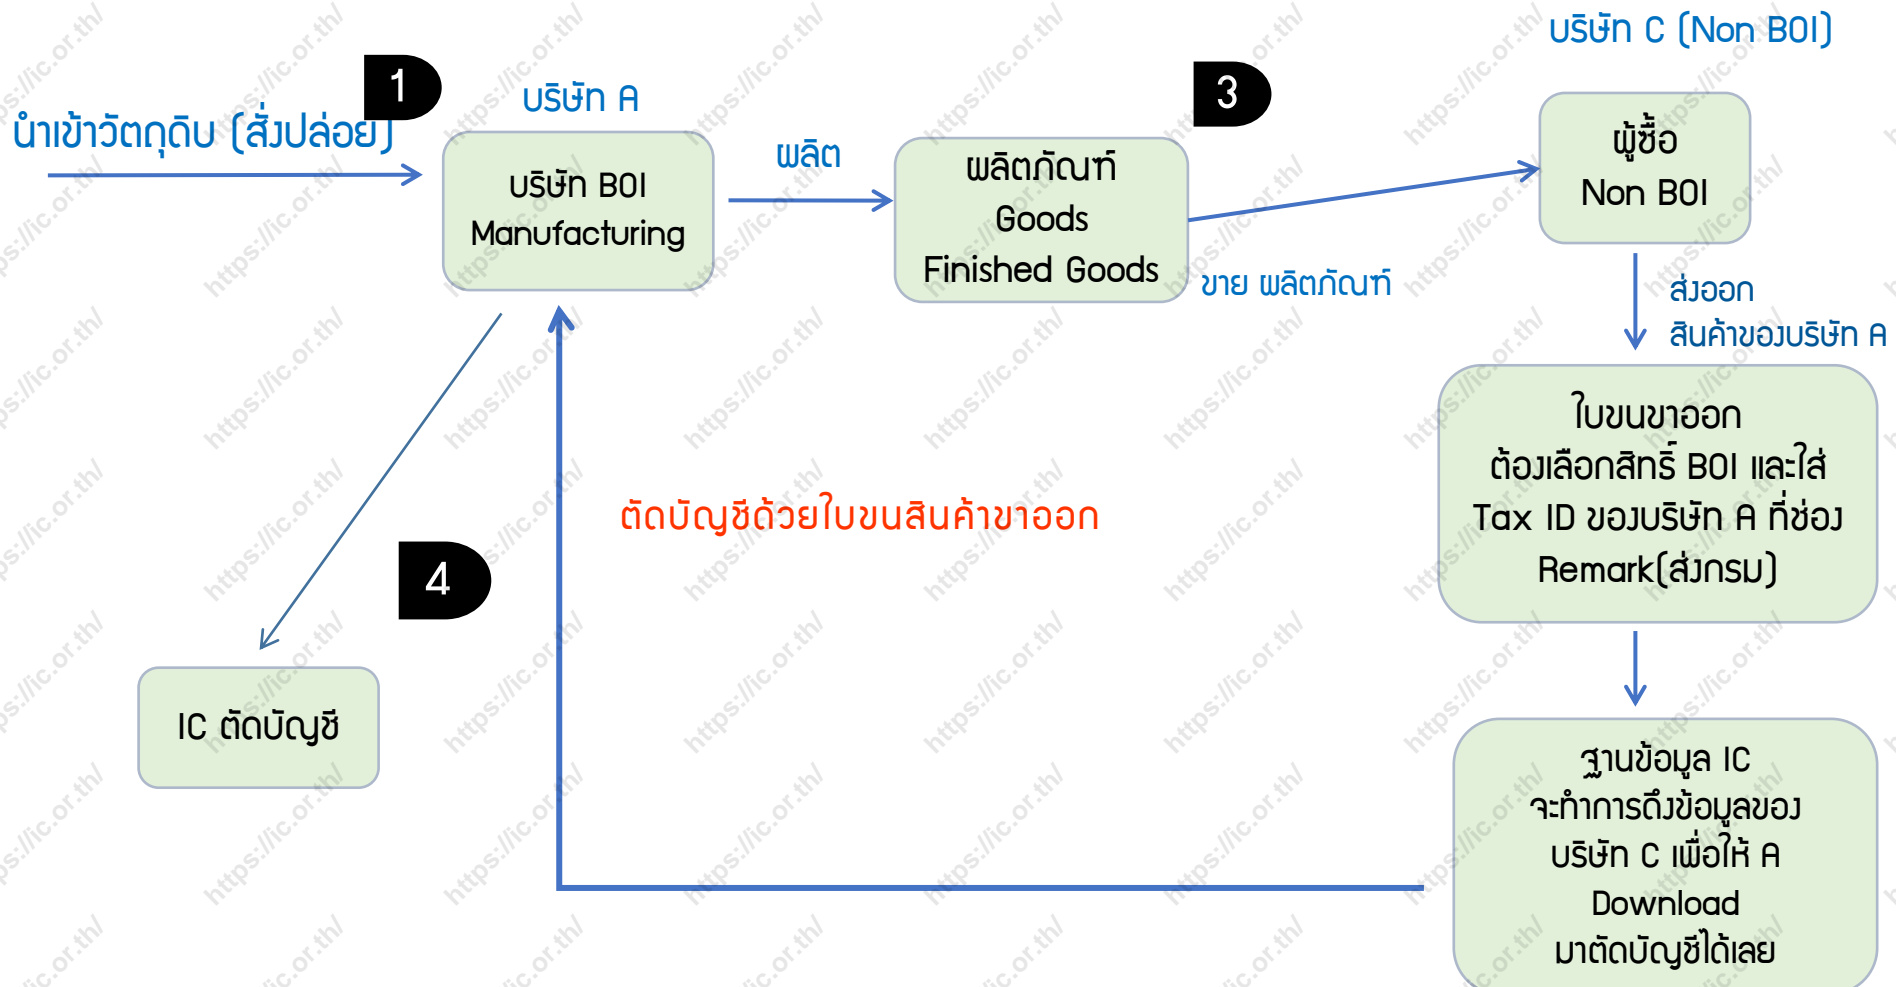 บริษัท C (Non BOI)
1
3
บริษัท A
นำเข้าวัตถุดิบ (สั่งปล่อย)
บริษัท BOI
Manufacturing
ผลิต
ผลิตภัณฑ์
Goods
Finished Goods
ขาย ผลิตภัณฑ์
ผู้ซื้อ
Non BOI
ส่งออก
สินค้าของบริษัท A
ใบขนขาออก
ต้องเลือกสิทธิ์ BOI และใส่
Tax ID ของบริษัท A ที่ช่อง
Remark(ส่งกรม)
ตัดบัญชีด้วยใบขนสินค้าขาออก
4
IC ตัดบัญชี
ฐานข้อมูล IC
จะทำการดึงข้อมูลของ
บริษัท C เพื่อให้ A
Download
มาตัดบัญชีได้เลย
https://ic.or.th/